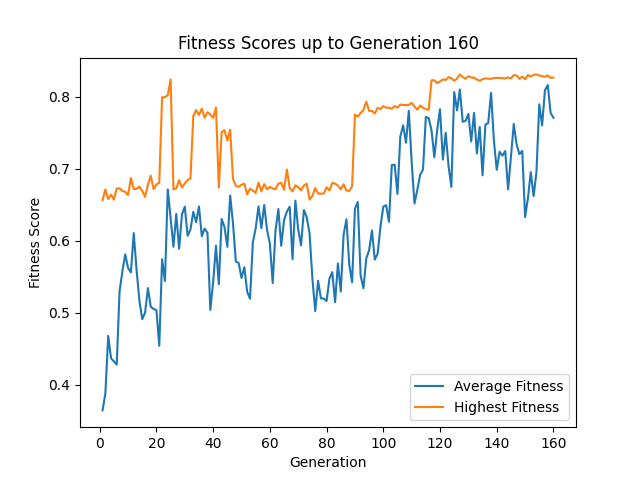 Fitness Scores up to Generation 160
Fitness Score
0.8
0.7
0.6
0.5
0.4
0 20 40 60 80 100 120 140 160
Generation
Average Fitness
Highest Fitness